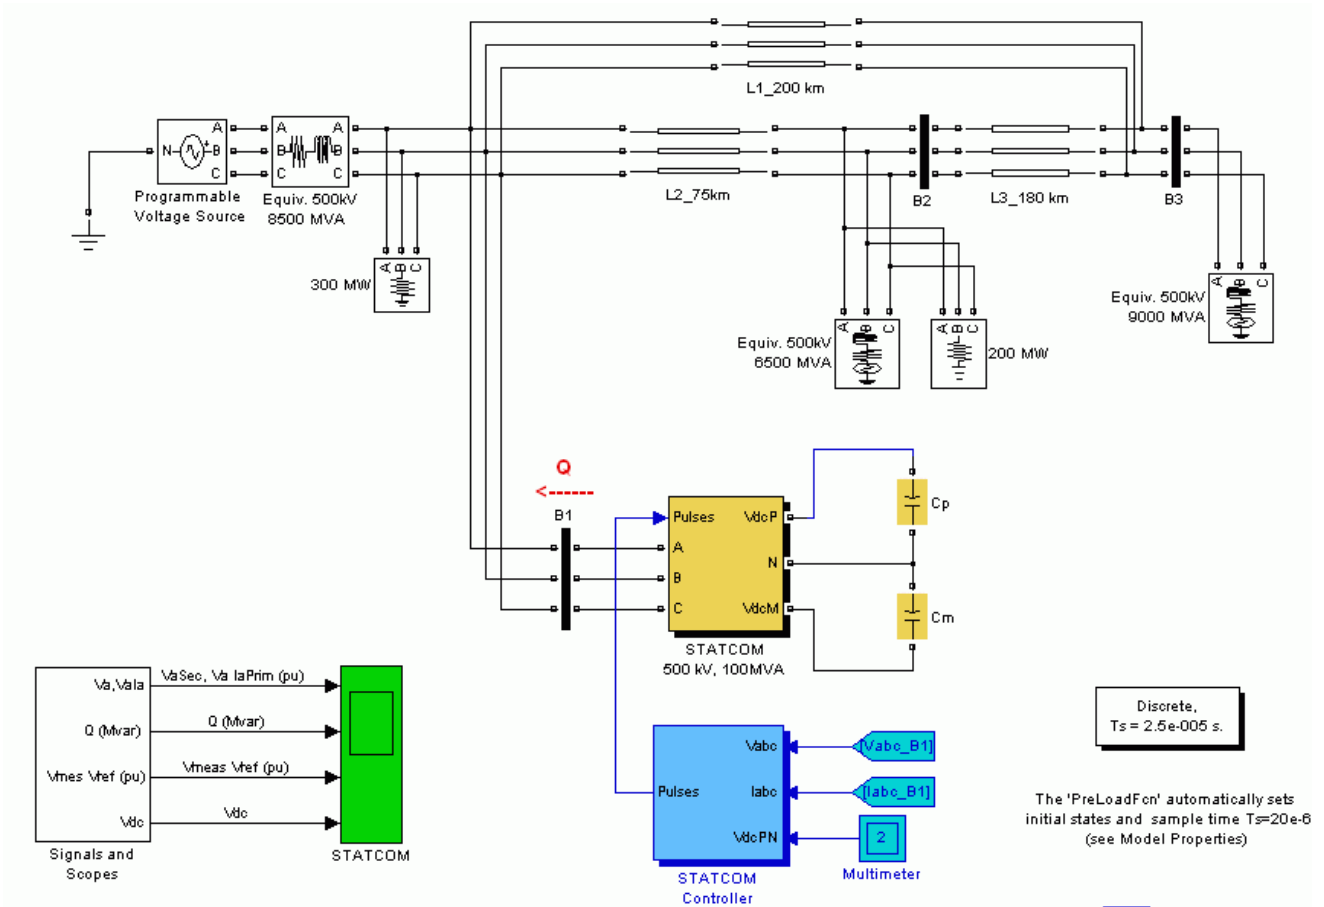 L1_200 km
A
B
C
N
A
B
C
A
B
C
Programmable
Voltage Source
Equiv. 500kV
8500 MVA
L2_75km
B2
L3_180 km
B3
300 MW
A B C
Equiv. 500kV
6500 MVA
A B C
A B C
200 MW
Equiv. 500kV
9000 MVA
A B C
Q
B1
Pulses
A
B
C
VdcP
N
VdcM
Cp
Cm
STATCOM
500 kV, 100MVA
Va,VaIa
VaSec, Va IaPrim (pu)
Q (Mvar)
Q (Mvar)
Vmes Vref (pu)
Vmeas Vref (pu)
Vdc
Vdc
Signals and
Scopes
STATCOM
Pulses
Vabc
Iabc
VdcPN
[Vabc_B1]
[Iabc_B1]
2
Multimeter
STATCOM
Controller
Discrete,
Ts = 2.5e-005 s.
The 'PreLoadFcn' automatically sets
initial states and sample time Ts=20e-6
(see Model Properties)